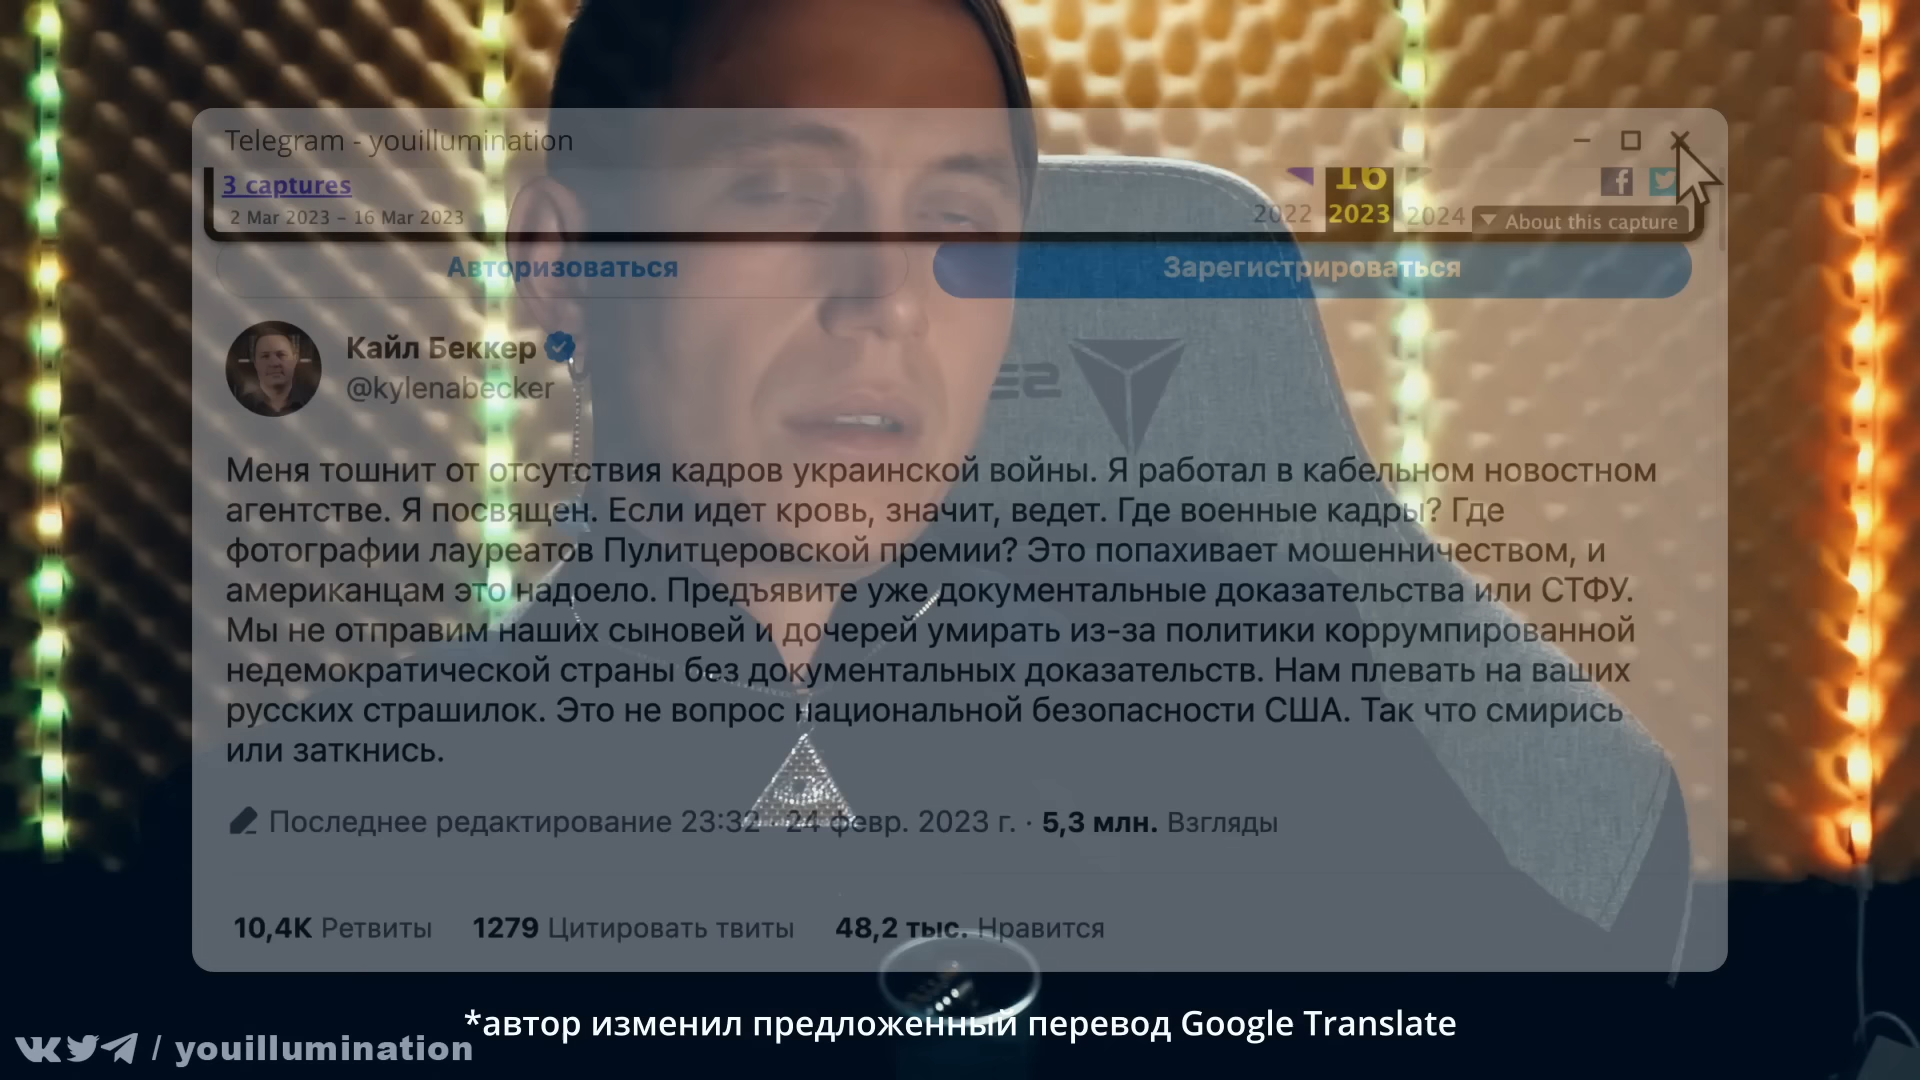 Telegram - youillumination
3 captures
2 Mar 2023 – 16 Mar 2023
16
2022 2023 2024
About this capture
Авторизоваться
Зарегистрироваться
Кайл Беккер
@kylenabecker
Меня тошнит от отсутствия кадров украинской войны. Я работал в кабельном новостном
агентстве. Я посвящен. Если идет кровь, значит, ведет. Где военные кадры? Где
фотографии лауреатов Пулитцеровской премии? Это попахивает мошенничеством, и
американцам это надоело. Предъявите уже документальные доказательства или СТФУ.
Мы не отправим наших сыновей и дочерей умирать из-за политики коррумпированной
недемократической страны без документальных доказательств. Нам плевать на ваших
русских страшилок. Это не вопрос национальной безопасности США. Так что смирись
или заткнись.
Последнее редактирование 23:32 · 24 февр. 2023 г. · 5,3 млн. Взгляды
10,4K Ретвиты 1279 Цитировать твиты 48,2 тыс. Нравится
*автор изменил предложенный перевод Google Translate
/ youillumination